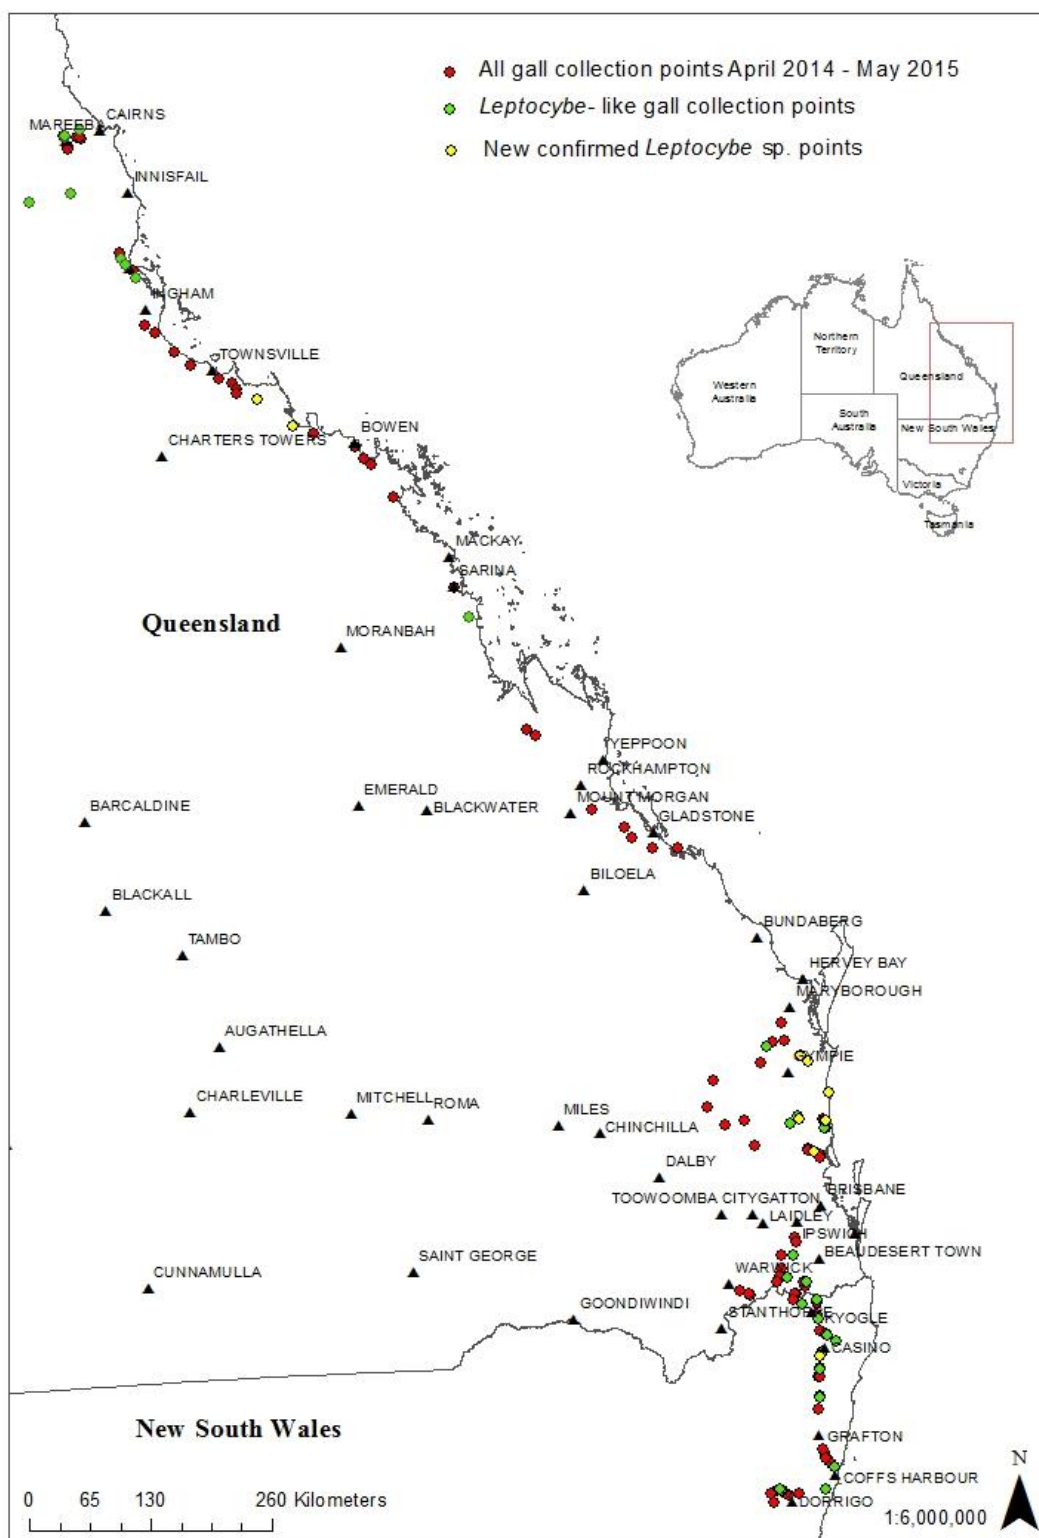 All gall collection points April 2014 - May 2015
Leptocybe- like gall collection points
New confirmed Leptocybe sp. points
CAIRNS
MAREEBA
INNISFAIL
INGHAM
TOWNSVILLE
CHARTERS TOWERS
BOWEN
MACKAY
SARINA
Queensland
MORANBAH
YEPPOON
ROCKHAMPTON
EMERALD
BLACKWATER
MOUNT MORGAN
BARCALDINE
GLADSTONE
BILOELA
BLACKALL
BUNDABERG
TAMBO
HERVEY BAY
MARYBOROUGH
AUGATHELLA
GYMPIE
CHARLEVILLE
MITCHELL
ROMA
MILES
CHINCHILLA
DALBY
BRISBANE
TOOWOOMBA CITY
GATTON
LAIDLEY
IPSWICH
BEAUDESERT TOWN
SAINT GEORGE
WARWICK
CUNNAMULLA
GOONDIWINDI
STANTHORPE
KYOGLE
CASINO
New South Wales
GRAFTON
COFFS HARBOUR
DORRIGO
Northern
Territory
Queensland
Western
Australia
South
Australia
New South Wales
Victoria
Tasmania
N
0 65 130 260 Kilometers
1:6,000,000